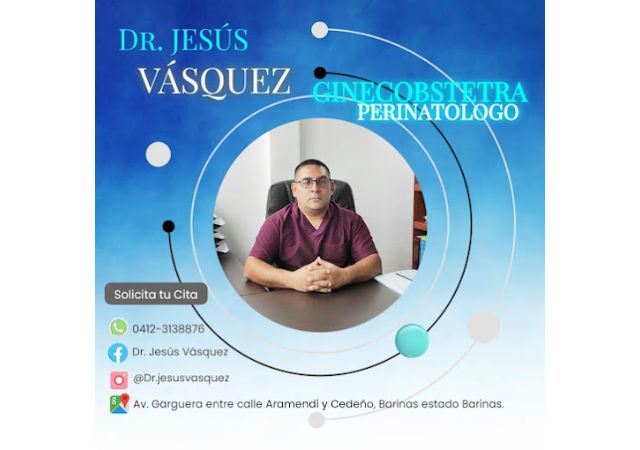 DR. JESÚS
VÁSQUEZ
GINECOBSTETRA
PERINATOLOGO
Solicita tu Cita
0412-3138876
Dr. Jesús Vásquez
@Dr.jesusvasquez
Av. Garguera entre calle Aramendi y Cedeño, Barinas estado Barinas.